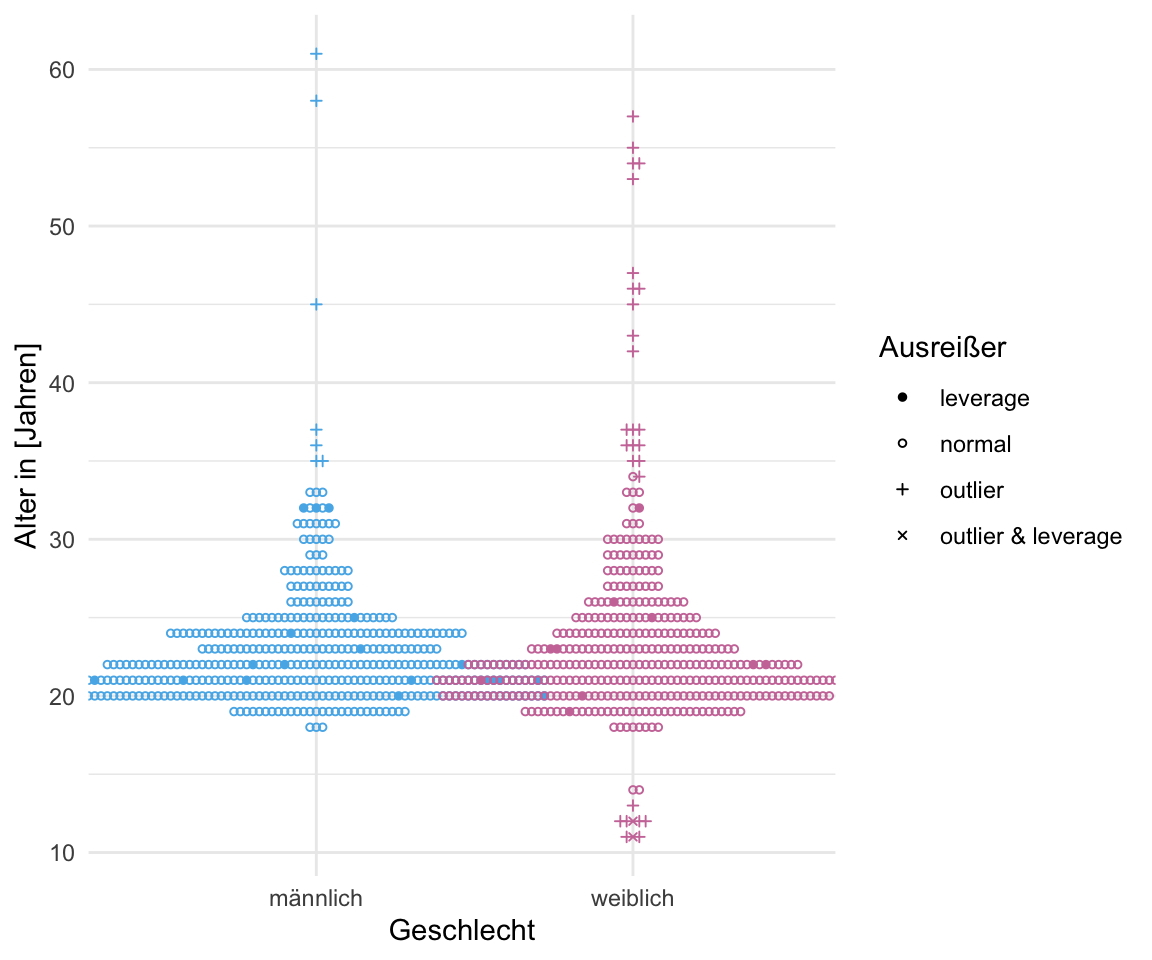 60
50
40
30
20
10
Alter in [Jahren]
männlich
weiblich
Geschlecht
Ausreißer
leverage
normal
outlier
outlier & leverage